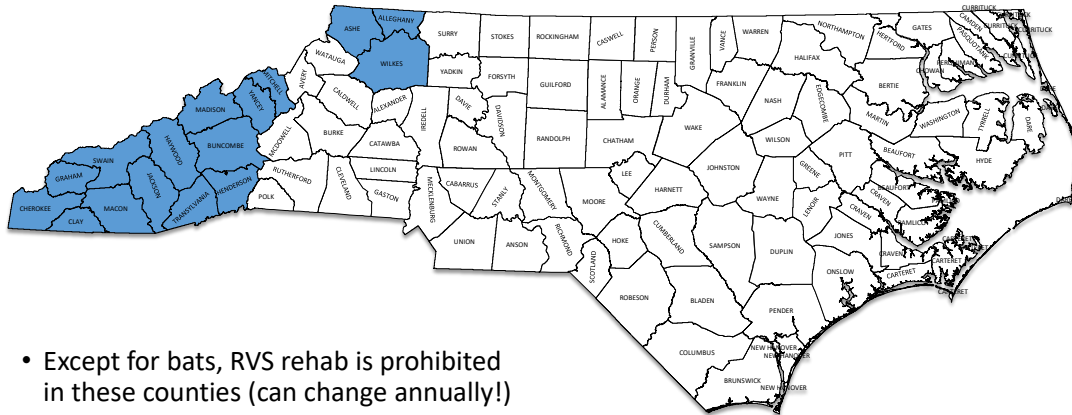 CURRITUCK
ALLEGHANY
ASHE
SURRY
STOKES
ROCKINGHAM
CASWELL
PERSON
GRANVILLE
VANCE
WARREN
NORTHAMPTON
HERTFORD
GATES
CAMDEN
PASQUOTANK
WATAUGA
WILKES
YADKIN
FORSYTH
GUILFORD
ALAMANCE
ORANGE
DURHAM
FRANKLIN
HALIFAX
BERTIE
CHOWAN
MITCHELL
AVERY
YANCEY
CALDWELL
ALEXANDER
IREDELL
DAVIE
DAVIDSON
NASH
EDGECOMBE
MARTIN
WASHINGTON
TYRRELL
DARE
MADISON
HAYWOOD
BUNCOMBE
MCDOWELL
BURKE
CATAWBA
ROWAN
RANDOLPH
CHATHAM
WAKE
WILSON
PITT
BEAUFORT
HYDE
SWAIN
GRAHAM
JACKSON
RUTHERFORD
LINCOLN
CLEVELAND
GASTON
MECKLENBURG
CABARRUS
STANLY
MONTGOMERY
MOORE
LEE
HARNETT
JOHNSTON
GREENE
WAYNE
LENOIR
CRAVEN
BEAUFORT
CRAVEN
PAMLICO
CHEROKEE
CLAY
MACON
TRANSYLVANIA
HENDERSON
POLK
UNION
ANSON
RICHMOND
SCOTLAND
HOKE
CUMBERLAND
SAMPSON
DUPLIN
JONES
CRAVEN
CARTERET
CARTERET
CARTERET
ONSLOW
ROBESON
BLADEN
PENDER
COLUMBUS
NEW HANOVER
NEW HANOVER
BRUNSWICK
NEW HANOVER
• Except for bats, RVS rehab is prohibited
in these counties (can change annually!)